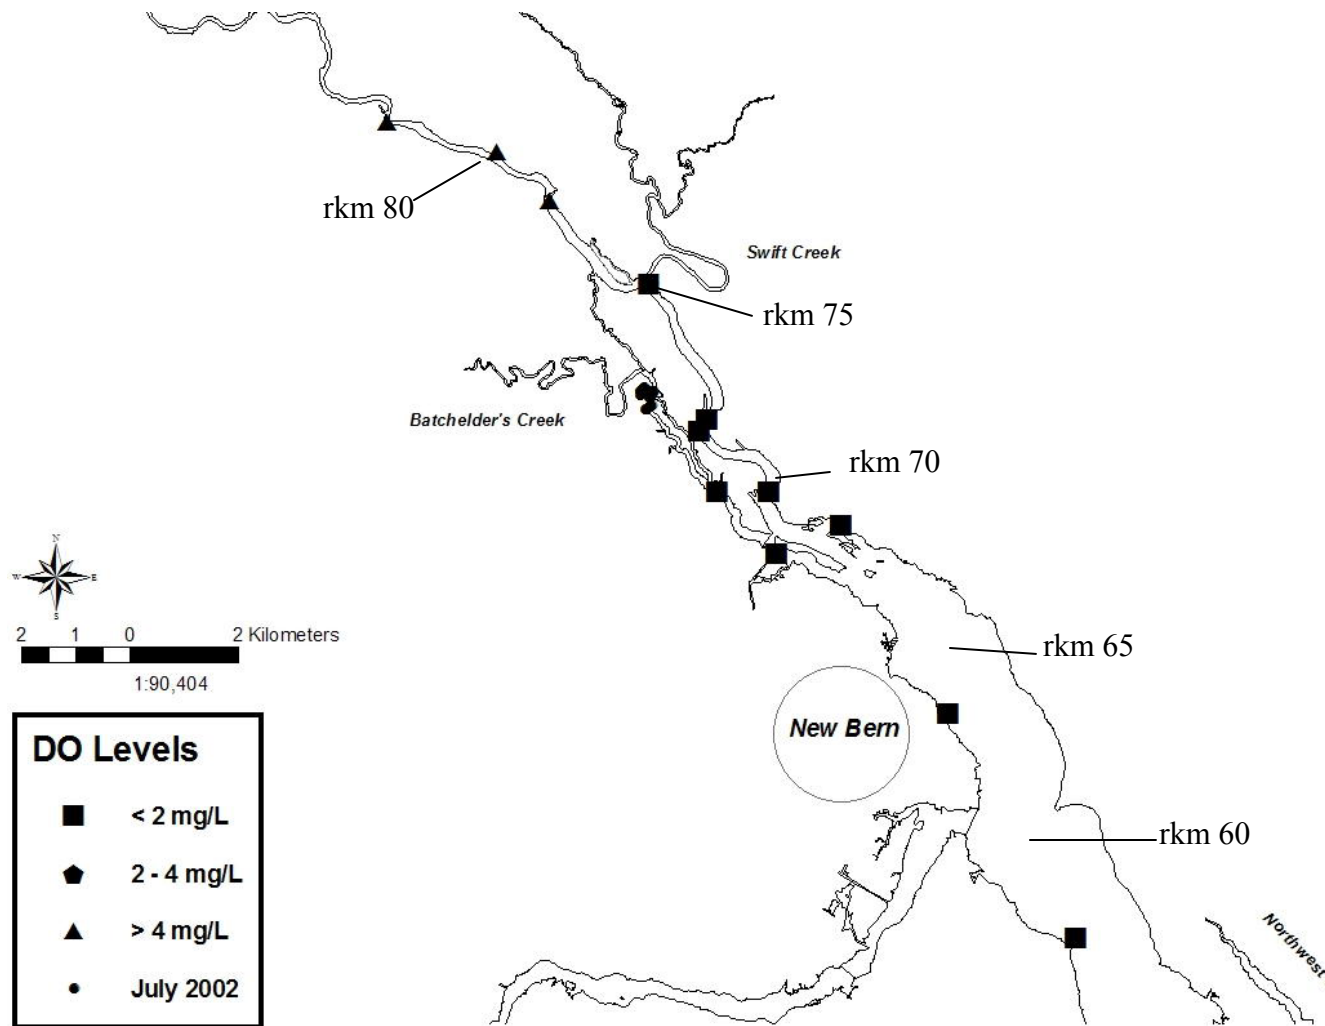 rkm 80
Swift Creek
rkm 75
Batchelder's Creek
rkm 70
N
W
E
S
2 1 0 2 Kilometers
1:90,404
rkm 65
New Bern
DO Levels
< 2 mg/L
2 - 4 mg/L
> 4 mg/L
July 2002
rkm 60
Northwest